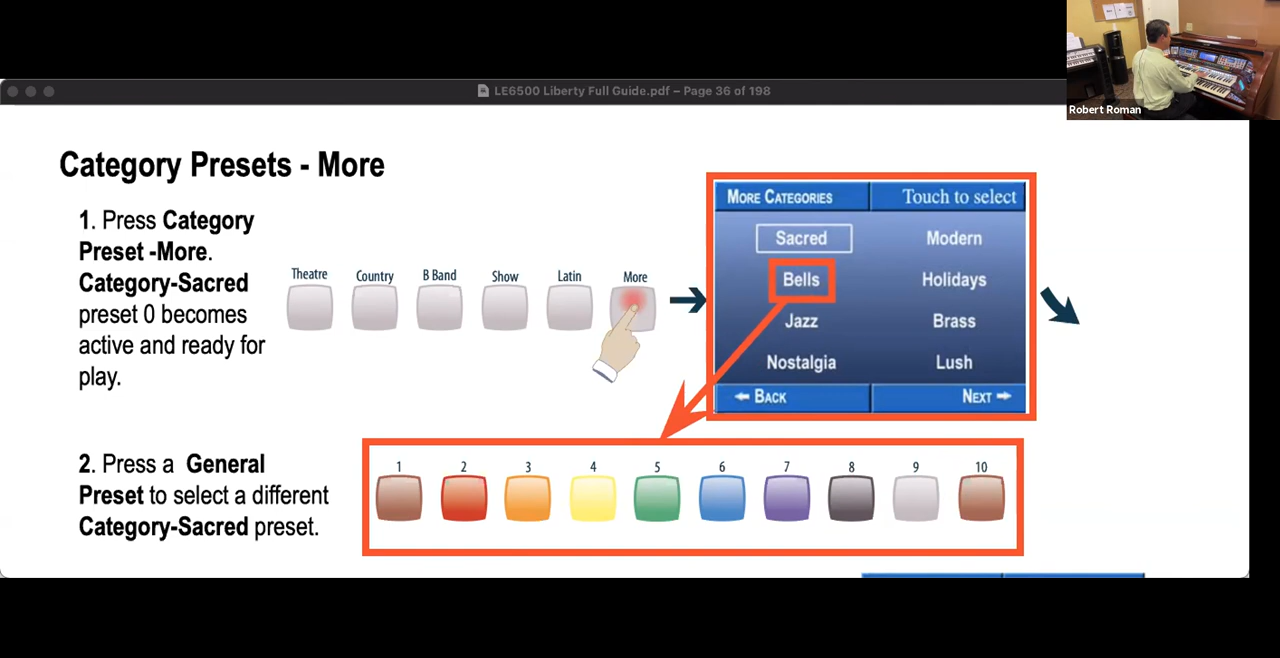 LE6500 Liberty Full Guide.pdf – Page 36 of 198
Robert Roman
Category Presets - More
1. Press Category
Preset -More.
Category-Sacred
preset 0 becomes
active and ready for
play.
Theatre Country B Band Show Latin More
More Categories Touch to select
Sacred Modern
Bells Holidays
Jazz Brass
Nostalgia Lush
Back Next
2. Press a General
Preset to select a different
Category-Sacred preset.
1 2 3 4 5 6 7 8 9 10